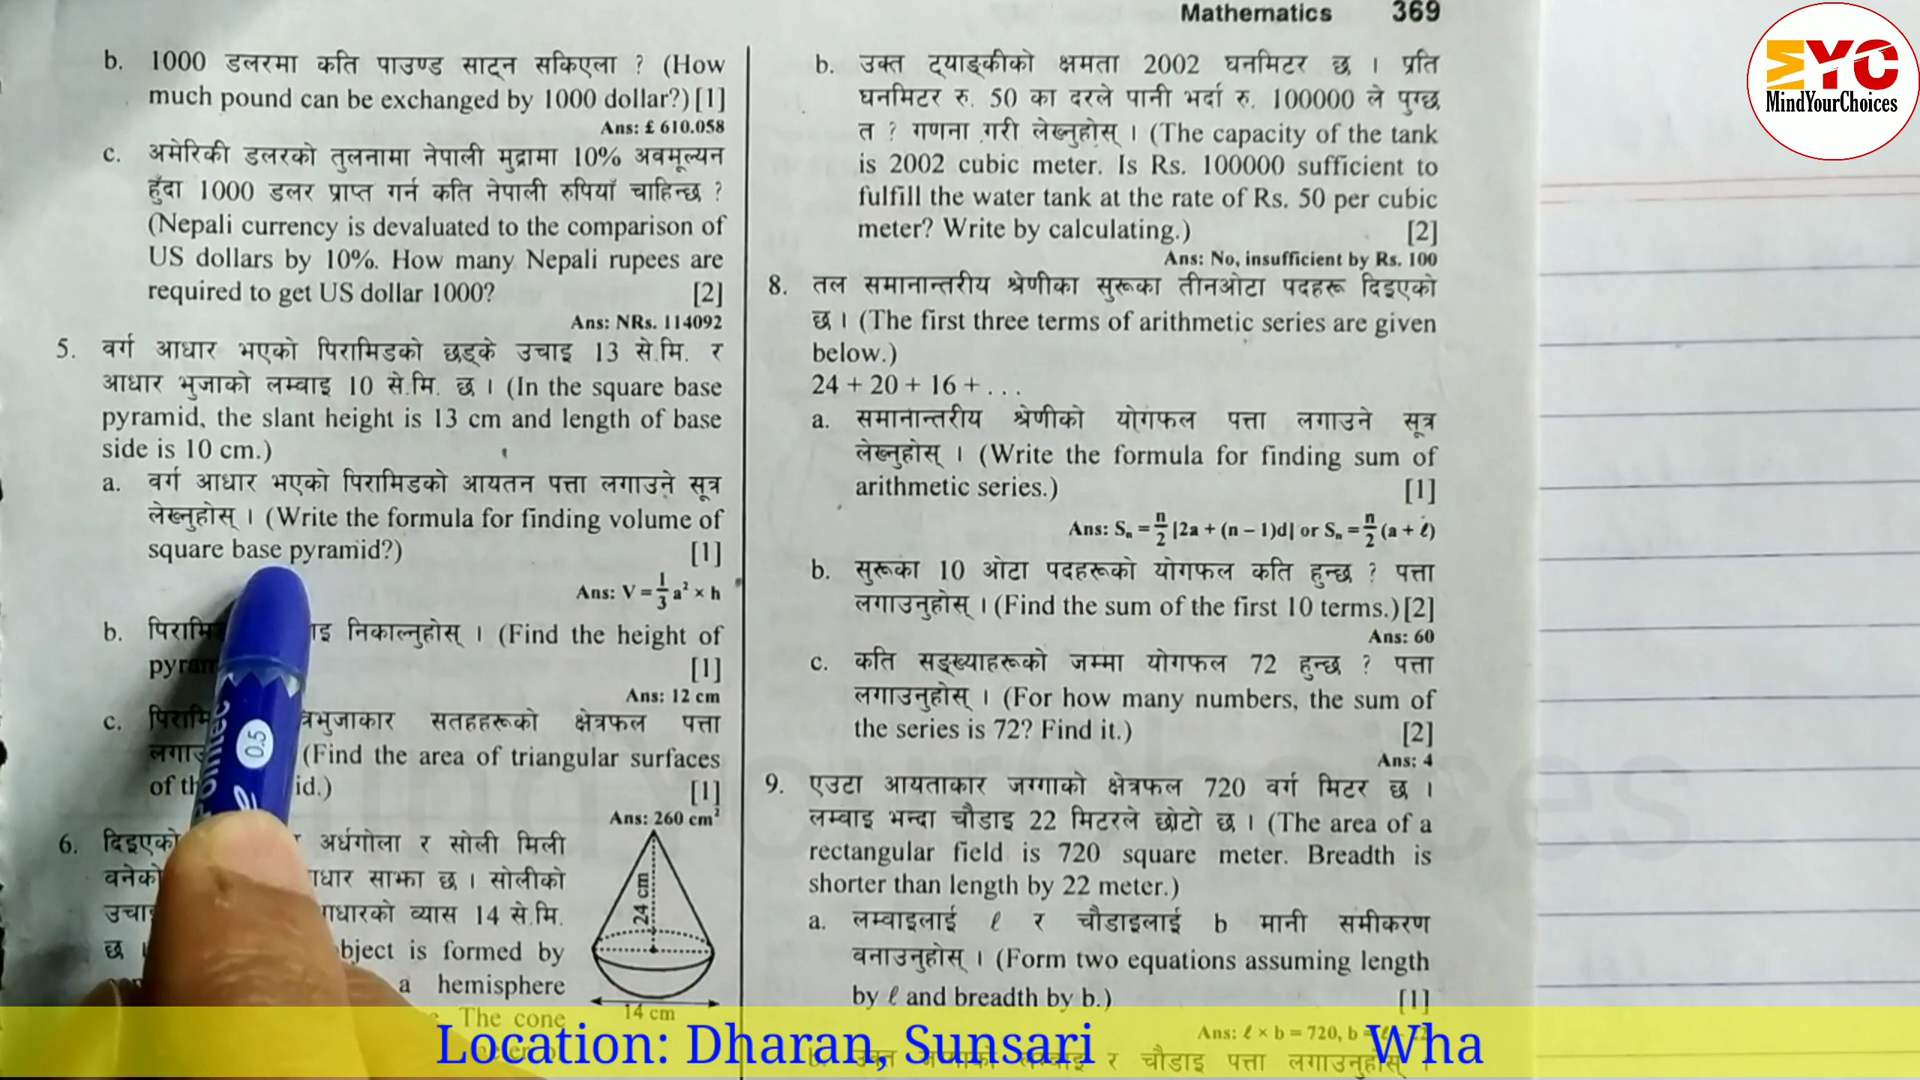 Mathematics 369
MYC
MindYourChoices
b. 1000 डलरमा कति पाउण्ड साट्न सकिएला ? (How
much pound can be exchanged by 1000 dollar?) [1]
Ans: £ 610.058
c. अमेरिकी डलरको तुलनामा नेपाली मुद्रामा 10% अवमूल्यन
हुँदा 1000 डलर प्राप्त गर्न कति नेपाली रुपियाँ चाहिन्छ ?
(Nepali currency is devaluated to the comparison of
US dollars by 10%. How many Nepali rupees are
required to get US dollar 1000? [2]
Ans: NRs. 114092
5. वर्ग आधार भएको पिरामिडको छड्के उचाइ 13 से.मि. र
आधार भुजाको लम्वाइ 10 से.मि. छ । (In the square base
pyramid, the slant height is 13 cm and length of base
side is 10 cm.)
a. वर्ग आधार भएको पिरामिडको आयतन पत्ता लगाउने सूत्र
लेख्नुहोस् । (Write the formula for finding volume of
square base pyramid?) [1]
Ans: V = 1/3 a² × h
b. निकाल्नुहोस् । (Find the height of
[1]
Ans: 12 cm
c. सतहहरूको क्षेत्रफल पत्ता
(Find the area of triangular surfaces
[1]
Ans: 260 cm²
6. दिइएको अर्धगोला र सोली मिली
बनेको साझा छ । सोलीको
व्यास 14 से.मि.
छ । is formed by
a hemisphere
The cone
24 cm
14 cm
b. उक्त ट्याङ्कीको क्षमता 2002 घनमिटर छ । प्रति
घनमिटर रु. 50 का दरले पानी भर्दा रु. 100000 ले पुग्छ
त ? गणना गरी लेख्नुहोस् । (The capacity of the tank
is 2002 cubic meter. Is Rs. 100000 sufficient to
fulfill the water tank at the rate of Rs. 50 per cubic
meter? Write by calculating.) [2]
Ans: No, insufficient by Rs. 100
8. तल समानान्तरीय श्रेणीका सुरूका तीनओटा पदहरू दिइएको
छ । (The first three terms of arithmetic series are given
below.)
24 + 20 + 16 + . . .
a. समानान्तरीय श्रेणीको योगफल पत्ता लगाउने सूत्र
लेख्नुहोस् । (Write the formula for finding sum of
arithmetic series.) [1]
Ans: Sₙ = n/2 [2a + (n – 1)d] or Sₙ = n/2 (a + ℓ)
b. सुरूका 10 ओटा पदहरूको योगफल कति हुन्छ ? पत्ता
लगाउनुहोस् । (Find the sum of the first 10 terms.) [2]
Ans: 60
c. कति सङ्ख्याहरूको जम्मा योगफल 72 हुन्छ ? पत्ता
लगाउनुहोस् । (For how many numbers, the sum of
the series is 72? Find it.) [2]
Ans: 4
9. एउटा आयताकार जग्गाको क्षेत्रफल 720 वर्ग मिटर छ ।
लम्वाइ भन्दा चौडाइ 22 मिटरले छोटो छ । (The area of a
rectangular field is 720 square meter. Breadth is
shorter than length by 22 meter.)
a. लम्वाइलाई ℓ र चौडाइलाई b मानी समीकरण
वनाउनुहोस् । (Form two equations assuming length
by ℓ and breadth by b.) [1]
Ans: ℓ × b = 720, b
र चौडाइ पत्ता लगाउनुहोस् ।
Location: Dharan, Sunsari Wha